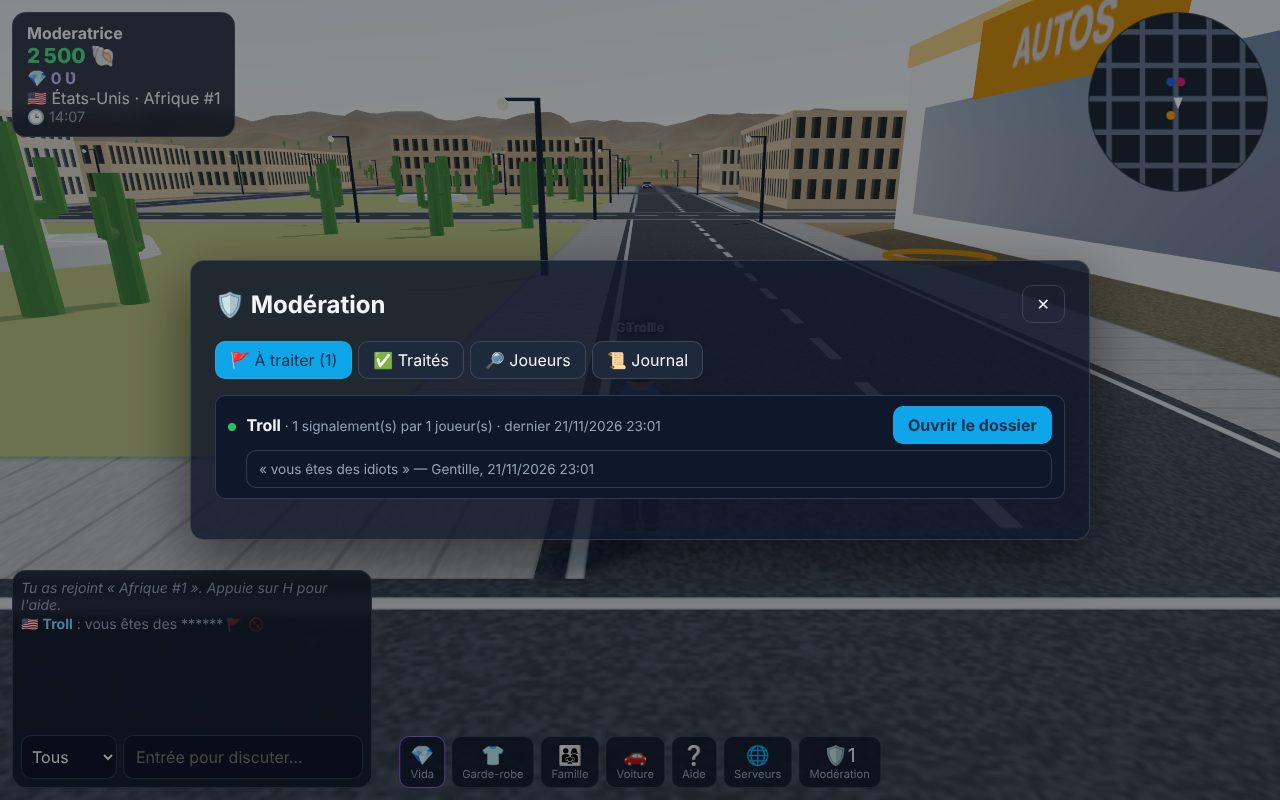 Moderatrice
2 500
0
États-Unis · Afrique #1
14:07
AUTOS
🛡️ Modération
✕
🚩 À traiter (1)
✅ Traités
🔎 Joueurs
📜 Journal
Troll · 1 signalement(s) par 1 joueur(s) · dernier 21/11/2026 23:01
Ouvrir le dossier
« vous êtes des idiots » — Gentille, 21/11/2026 23:01
Tu as rejoint « Afrique #1 ». Appuie sur H pour
l'aide.
Troll : vous êtes des ****** 🚩 🚫
Tous
Entrée pour discuter...
Vida
Garde-robe
Famille
Voiture
Aide
Serveurs
1
Modération